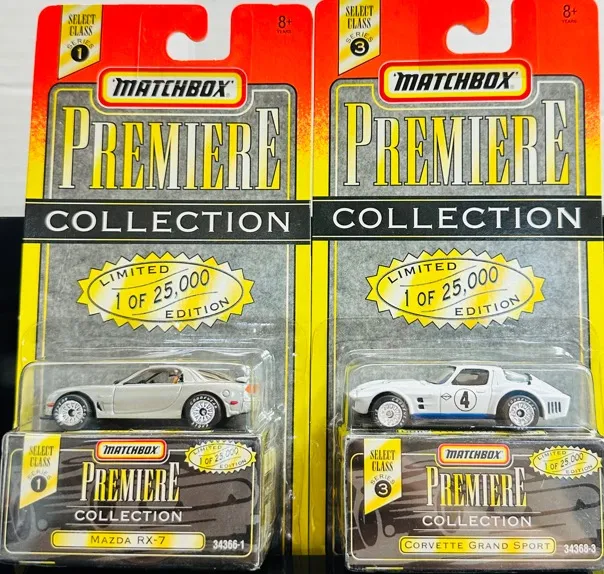 SELECT
CLASS
SERIES
1
8+
YEARS
MATCHBOX
PREMIERE
COLLECTION
LIMITED
1 OF 25,000
EDITION
SELECT
CLASS
SERIES
1
MATCHBOX
LIMITED
1 OF 25,000
EDITION
PREMIERE
COLLECTION
MAZDA RX-7
34366-1
SELECT
CLASS
SERIES
3
8+
YEARS
MATCHBOX
PREMIERE
COLLECTION
LIMITED
1 OF 25,000
EDITION
4
SELECT
CLASS
SERIES
3
MATCHBOX
LIMITED
1 OF 25,000
EDITION
PREMIERE
COLLECTION
CORVETTE GRAND SPORT
34368-3